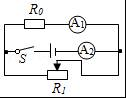 R₀ A₁
S A₂
R₁